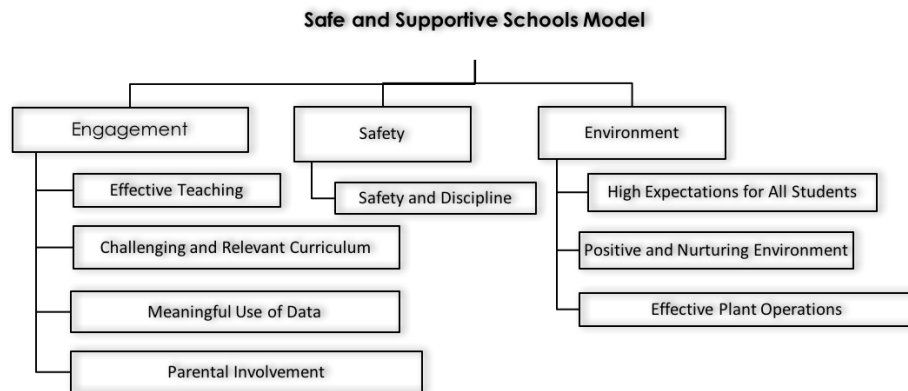 Safe and Supportive Schools Model
Engagement
Safety
Environment
Effective Teaching
Safety and Discipline
High Expectations for All Students
Challenging and Relevant Curriculum
Positive and Nurturing Environment
Meaningful Use of Data
Effective Plant Operations
Parental Involvement